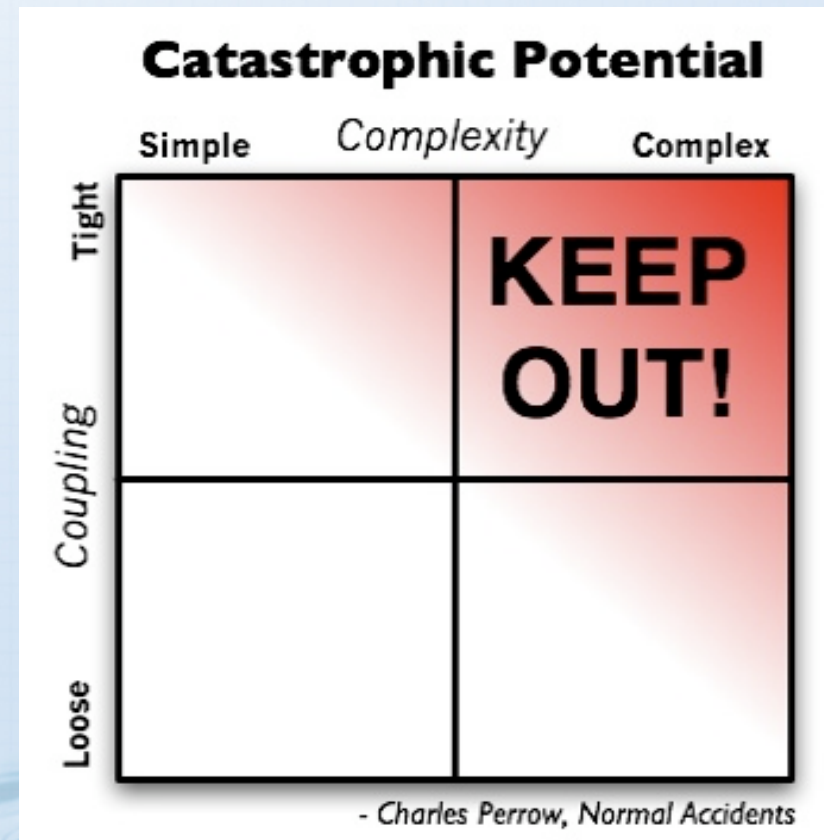 Catastrophic Potential
Simple Complexity Complex
Tight
KEEP
OUT!
Coupling
Loose
- Charles Perrow, Normal Accidents